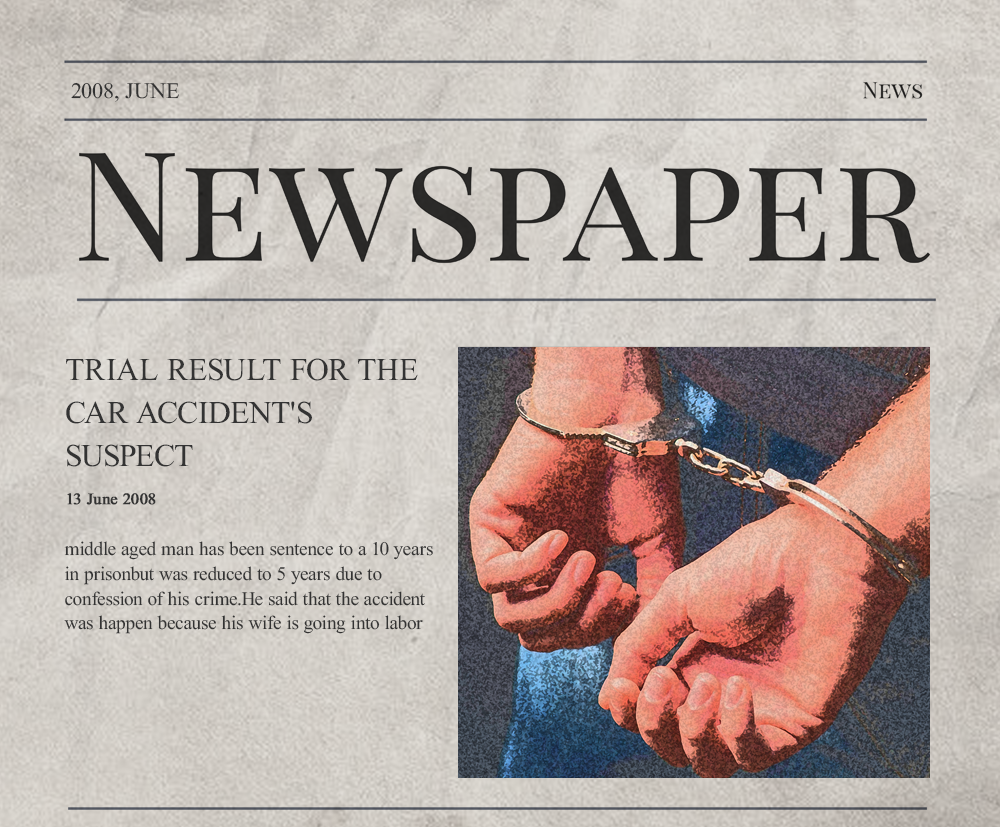 2008, JUNE
News
Newspaper
TRIAL RESULT FOR THE
CAR ACCIDENT'S
SUSPECT
13 June 2008
middle aged man has been sentence to a 10 years
in prisonbut was reduced to 5 years due to
confession of his crime.He said that the accident
was happen because his wife is going into labor